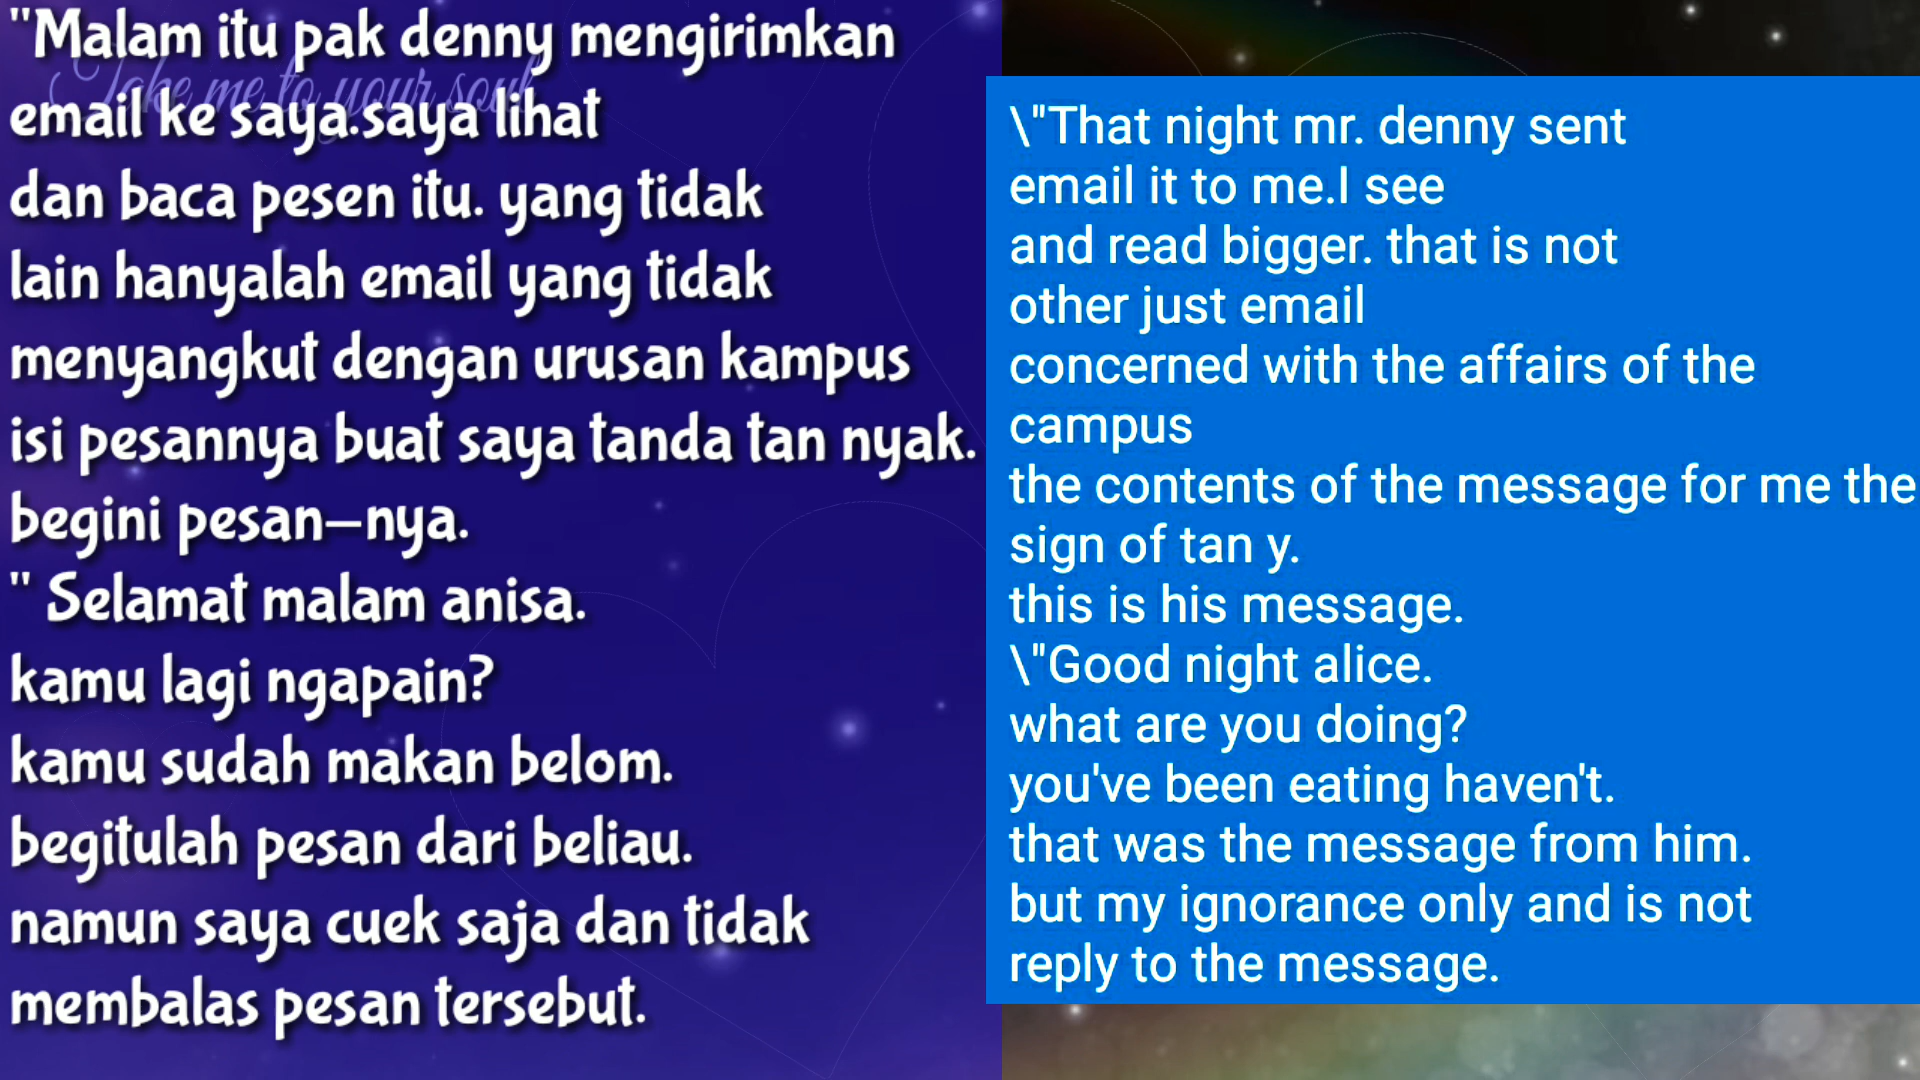 "Malam itu pak denny mengirimkan
email ke saya.saya lihat
dan baca pesen itu. yang tidak
lain hanyalah email yang tidak
menyangkut dengan urusan kampus
isi pesannya buat saya tanda tan nyak.
begini pesan–nya.
" Selamat malam anisa.
kamu lagi ngapain?
kamu sudah makan belom.
begitulah pesan dari beliau.
namun saya cuek saja dan tidak
membalas pesan tersebut.
Take me to your soul
\"That night mr. denny sent
email it to me.I see
and read bigger. that is not
other just email
concerned with the affairs of the
campus
the contents of the message for me the
sign of tan y.
this is his message.
\"Good night alice.
what are you doing?
you've been eating haven't.
that was the message from him.
but my ignorance only and is not
reply to the message.